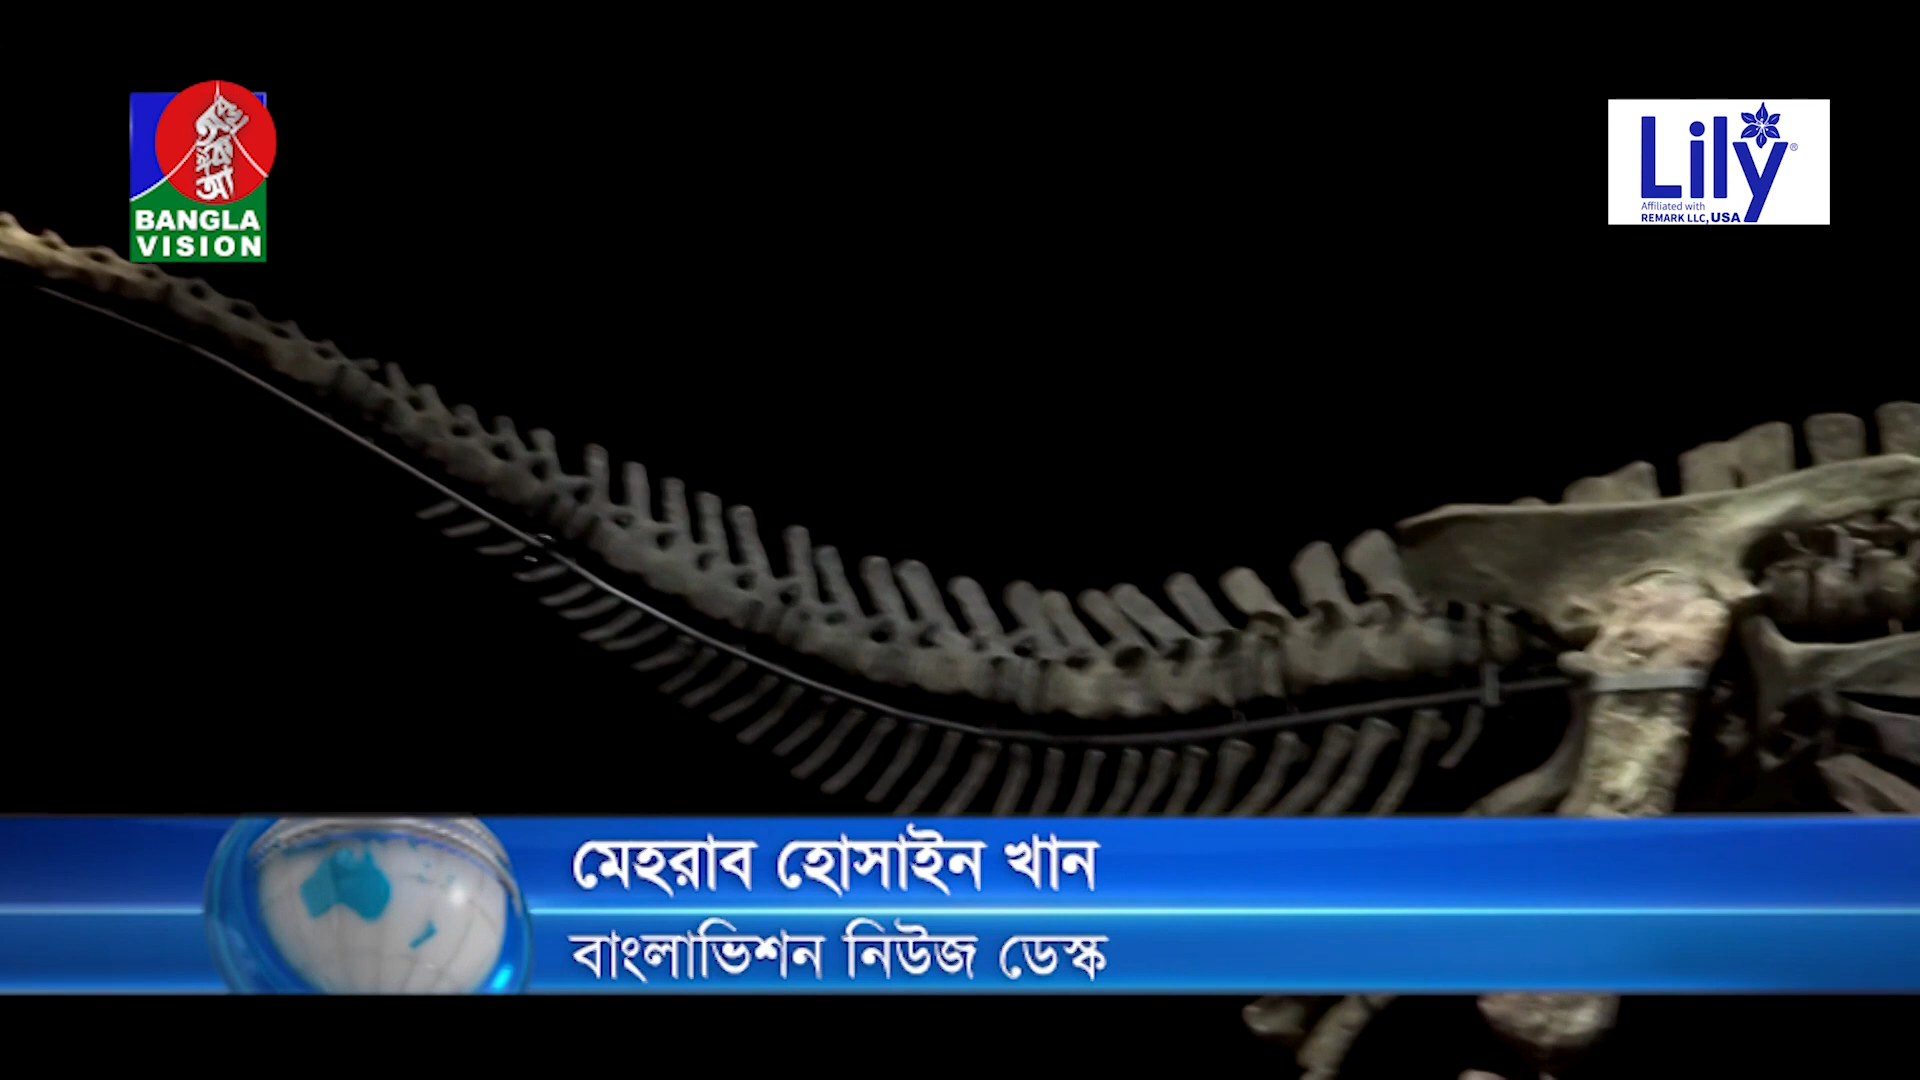 BANGLA
VISION
Lily®
Affiliated with
REMARK LLC, USA
মেহরাব হোসাইন খান
বাংলাভিশন নিউজ ডেস্ক